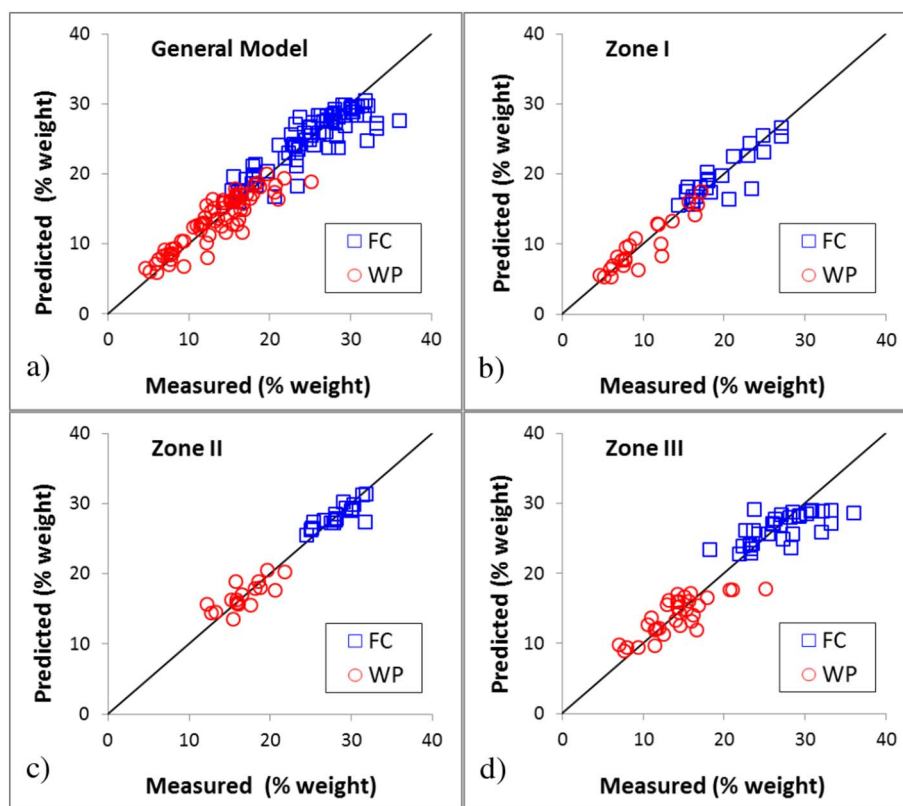 General Model
Predicted (% weight)
40
30
20
10
0
0 10 20 30 40
FC
WP
Measured (% weight)
a)
Zone I
Predicted (% weight)
40
30
20
10
0
0 10 20 30 40
FC
WP
Measured (% weight)
b)
Zone II
Predicted (% weight)
40
30
20
10
0
0 10 20 30 40
FC
WP
Measured (% weight)
c)
Zone III
Predicted (% weight)
40
30
20
10
0
0 10 20 30 40
FC
WP
Measured (% weight)
d)